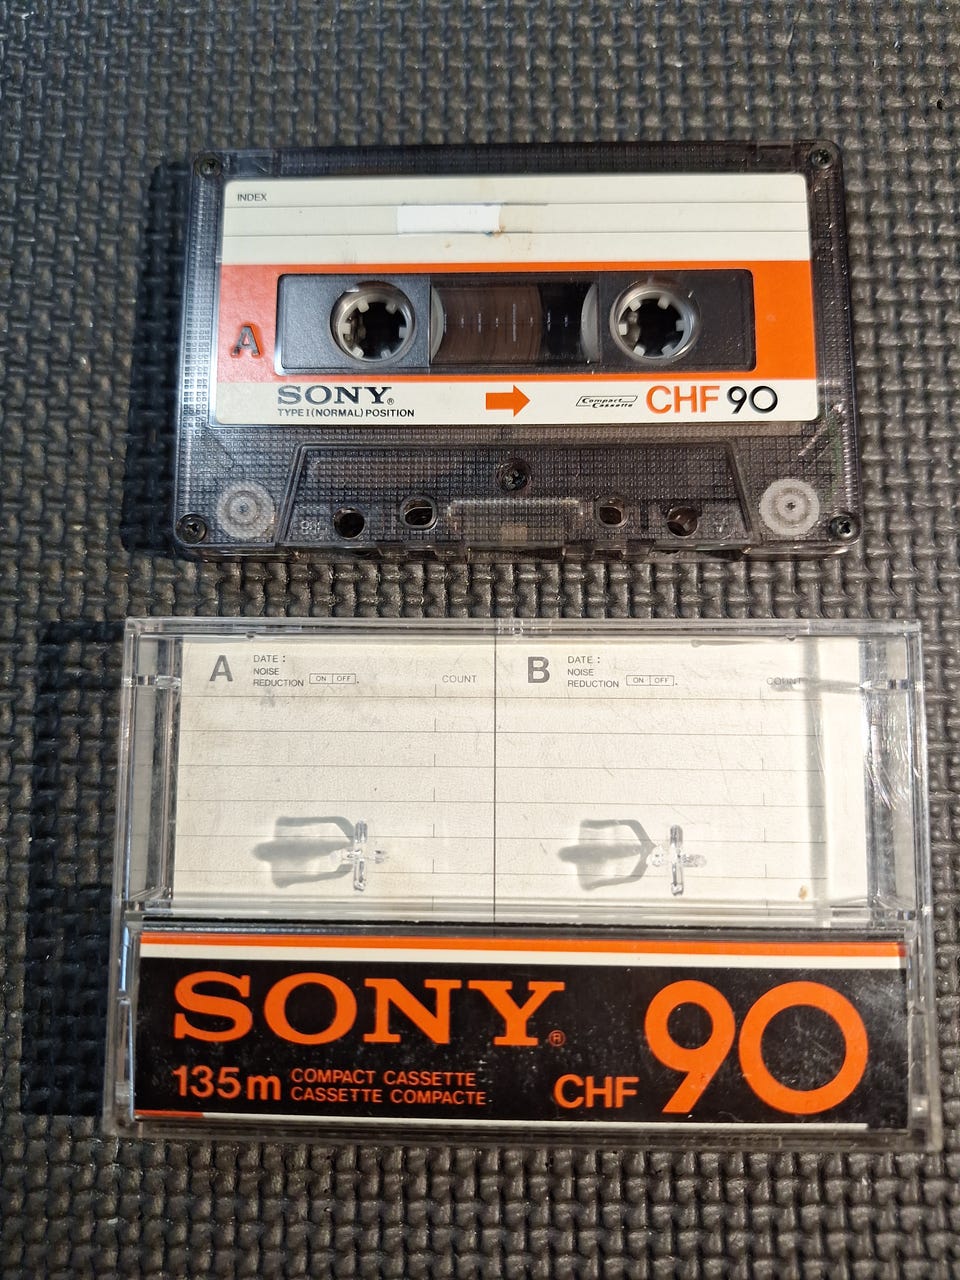 INDEX
A
SONY®
TYPE I (NORMAL) POSITION
Compact
Cassette
CHF 90
A
DATE :
NOISE
REDUCTION ON OFF .
COUNT
B
DATE :
NOISE
REDUCTION ON OFF .
COUNT
SONY®
135m
COMPACT CASSETTE
CASSETTE COMPACTE
CHF 90